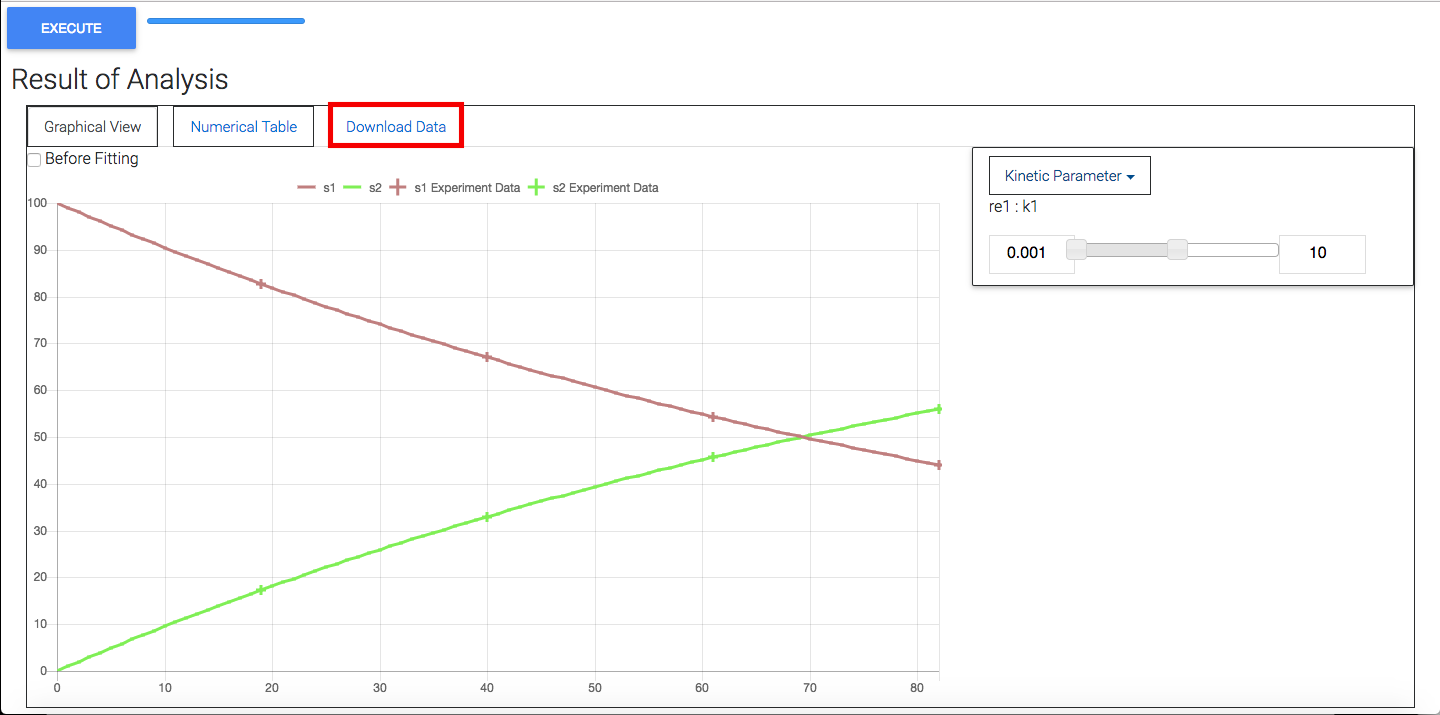 EXECUTE
Result of Analysis
Graphical View
Numerical Table
Download Data
Before Fitting
s1 s2 s1 Experiment Data s2 Experiment Data
100
90
80
70
60
50
40
30
20
10
0
0 10 20 30 40 50 60 70 80
Kinetic Parameter
re1 : k1
0.001 10